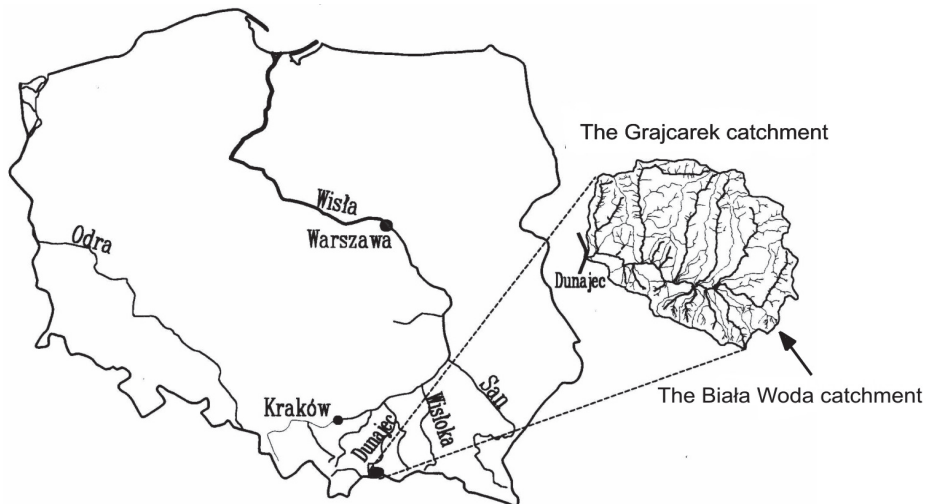 The Grajcarek catchment
Wisła
Warszawa
Odra
Dunajec
The Biała Woda catchment
Kraków
Dunajec
Wisłoka
San